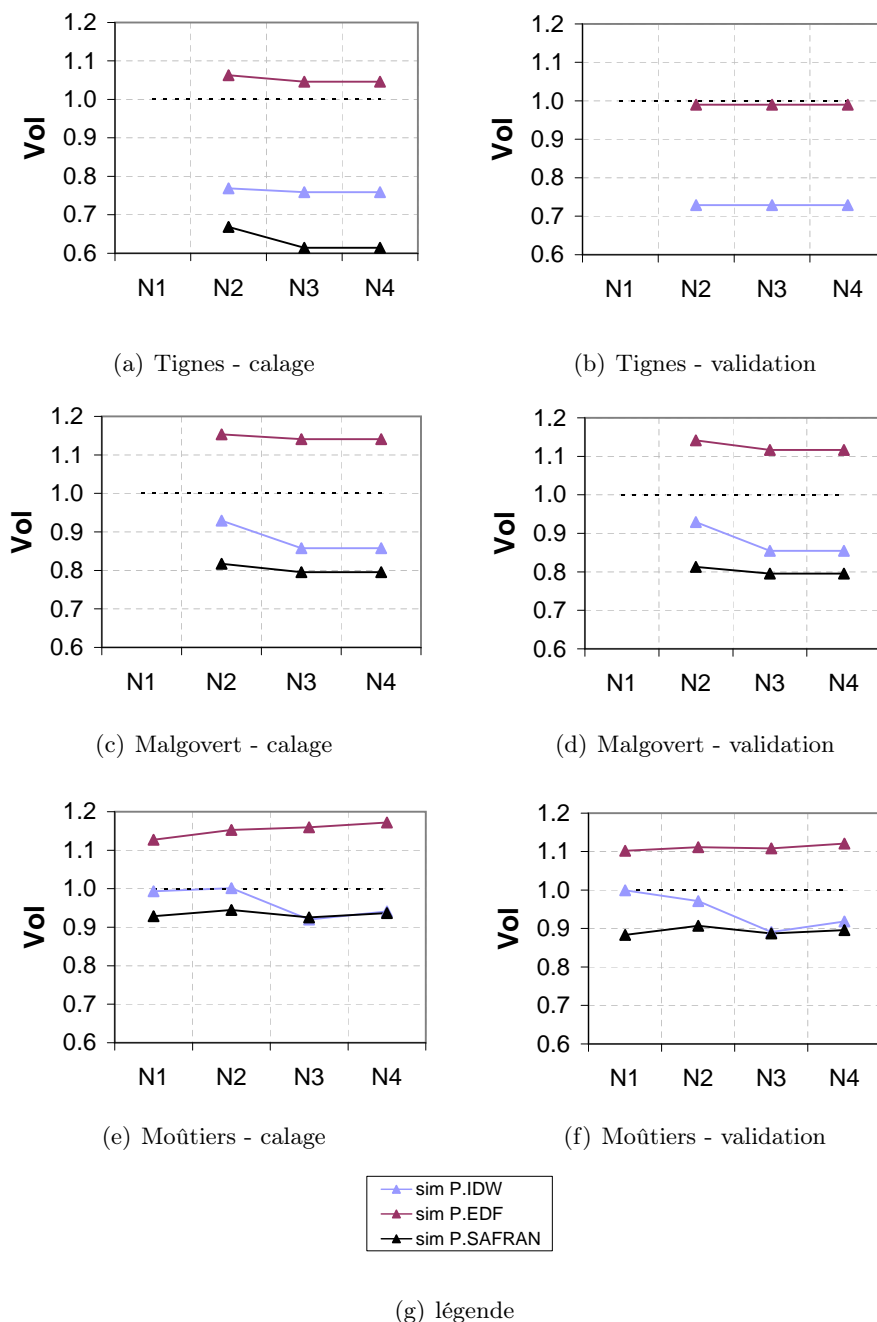 1.2
1.1
1.0
0.9
0.8
0.7
0.6
Vol
N1 N2 N3 N4
(a) Tignes - calage
1.2
1.1
1.0
0.9
0.8
0.7
0.6
Vol
N1 N2 N3 N4
(b) Tignes - validation
1.2
1.1
1.0
0.9
0.8
0.7
0.6
Vol
N1 N2 N3 N4
(c) Malgovert - calage
1.2
1.1
1.0
0.9
0.8
0.7
0.6
Vol
N1 N2 N3 N4
(d) Malgovert - validation
1.2
1.1
1.0
0.9
0.8
0.7
0.6
Vol
N1 N2 N3 N4
(e) Moûtiers - calage
1.2
1.1
1.0
0.9
0.8
0.7
0.6
Vol
N1 N2 N3 N4
(f) Moûtiers - validation
sim P.IDW
sim P.EDF
sim P.SAFRAN
(g) légende